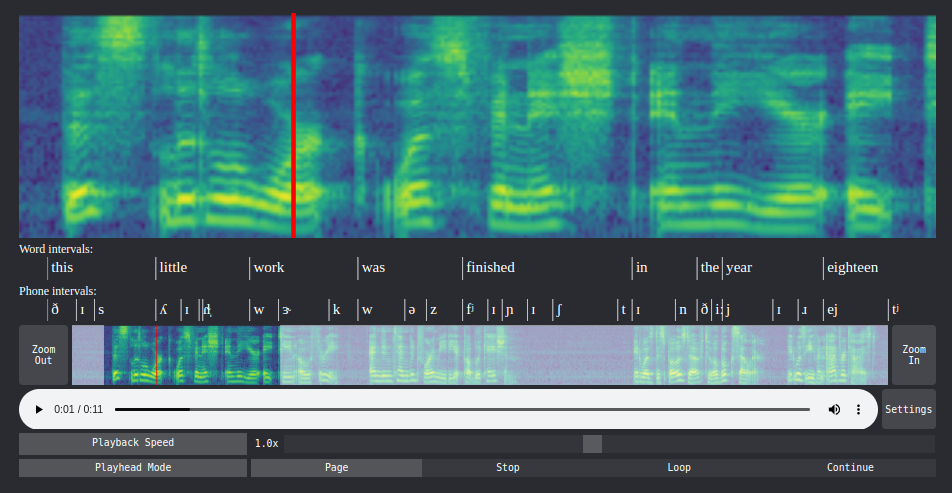 Word intervals:
this little work was finished in the year eighteen
Phone intervals:
ð ɪ s ʎ ɪ w ɝ k w ə z fʲ ɪ ɲ ɪ ʃ t ɪ n ð iː j ɪ ɹ ej tʲ
Zoom Out
Zoom In
0:01 / 0:11
Settings
Playback Speed 1.0x
Playhead Mode Page Stop Loop Continue